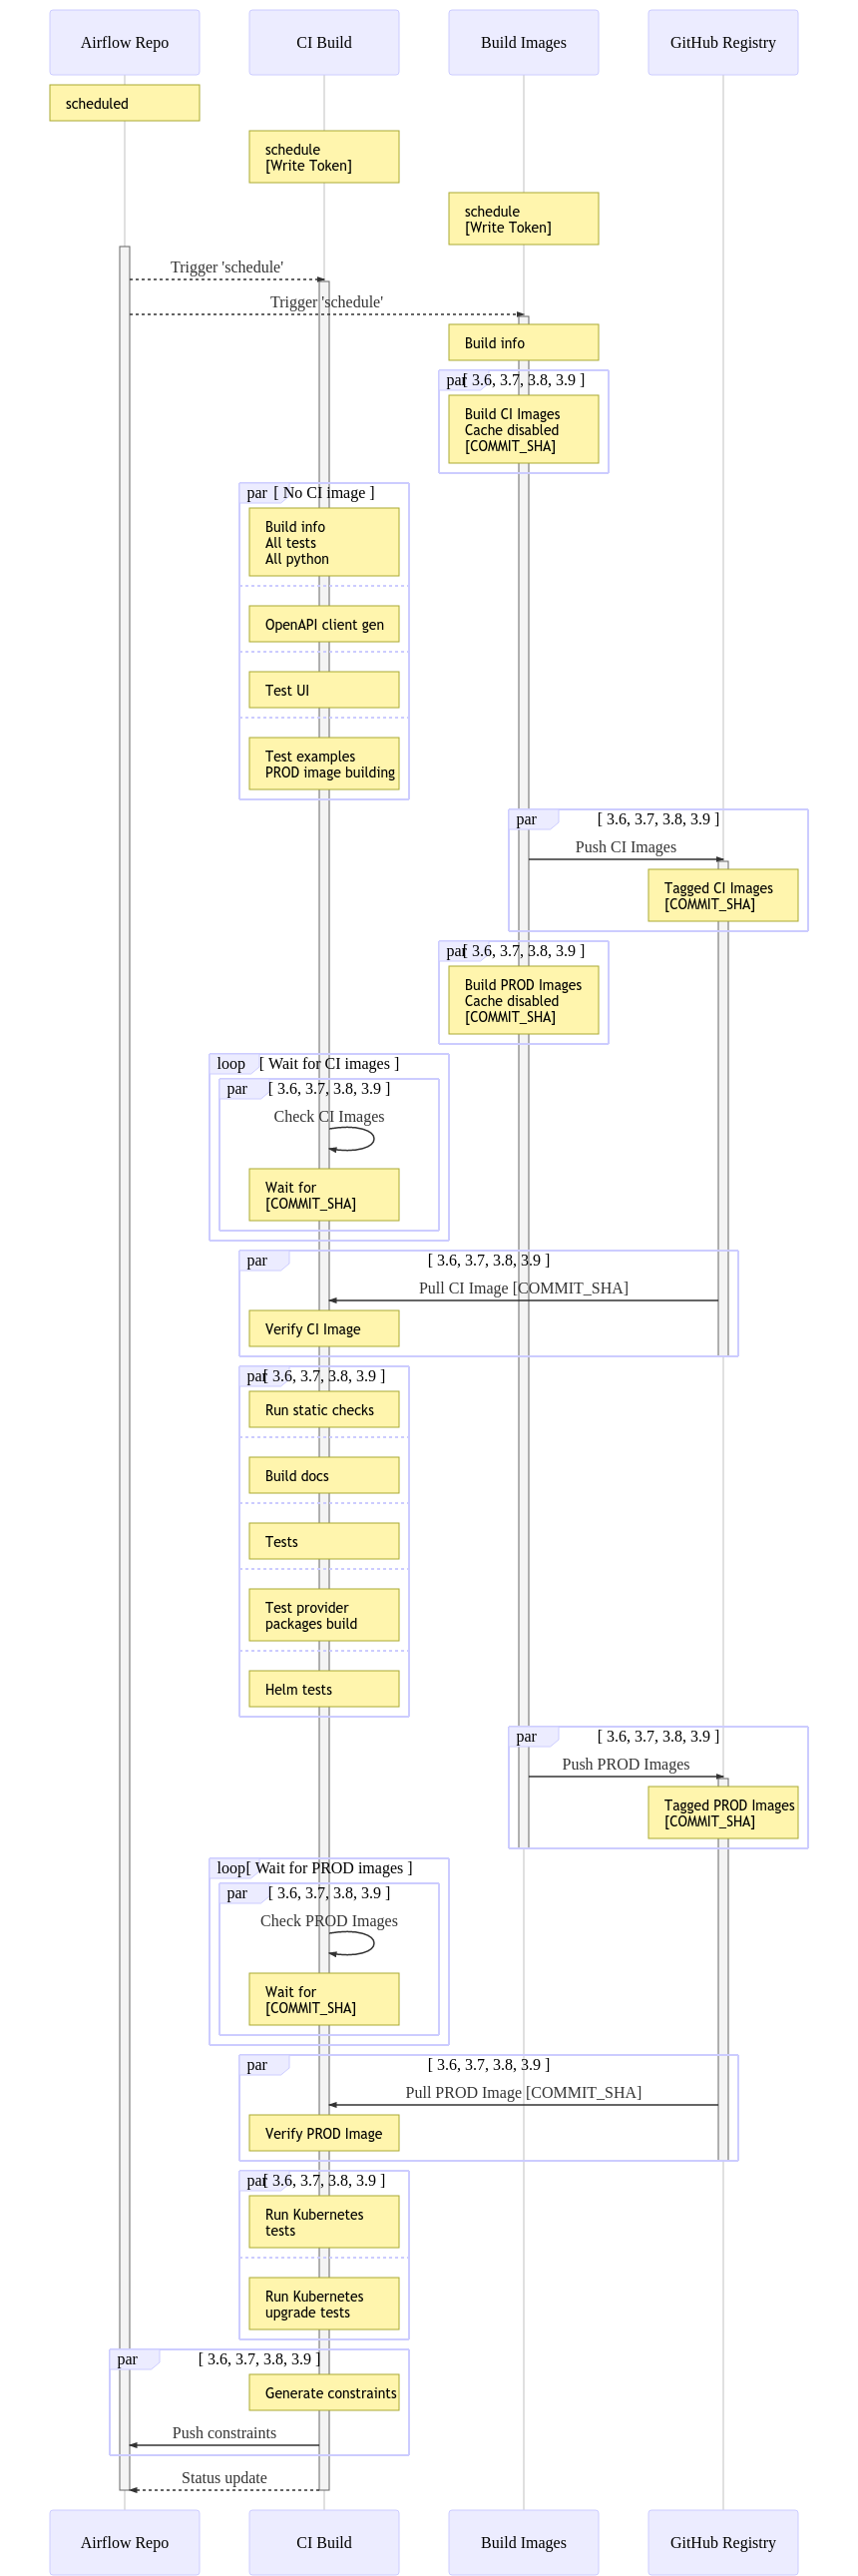 Airflow Repo
CI Build
Build Images
GitHub Registry
scheduled
schedule
[Write Token]
schedule
[Write Token]
Trigger 'schedule'
Trigger 'schedule'
Build info
par [ 3.6, 3.7, 3.8, 3.9 ]
Build CI Images
Cache disabled
[COMMIT_SHA]
par [ No CI image ]
Build info
All tests
All python
OpenAPI client gen
Test UI
Test examples
PROD image building
par [ 3.6, 3.7, 3.8, 3.9 ]
Push CI Images
Tagged CI Images
[COMMIT_SHA]
par [ 3.6, 3.7, 3.8, 3.9 ]
Build PROD Images
Cache disabled
[COMMIT_SHA]
loop [ Wait for CI images ]
par [ 3.6, 3.7, 3.8, 3.9 ]
Check CI Images
Wait for
[COMMIT_SHA]
par [ 3.6, 3.7, 3.8, 3.9 ]
Pull CI Image [COMMIT_SHA]
Verify CI Image
par [ 3.6, 3.7, 3.8, 3.9 ]
Run static checks
Build docs
Tests
Test provider
packages build
Helm tests
par [ 3.6, 3.7, 3.8, 3.9 ]
Push PROD Images
Tagged PROD Images
[COMMIT_SHA]
loop [ Wait for PROD images ]
par [ 3.6, 3.7, 3.8, 3.9 ]
Check PROD Images
Wait for
[COMMIT_SHA]
par [ 3.6, 3.7, 3.8, 3.9 ]
Pull PROD Image [COMMIT_SHA]
Verify PROD Image
par [ 3.6, 3.7, 3.8, 3.9 ]
Run Kubernetes
tests
Run Kubernetes
upgrade tests
par [ 3.6, 3.7, 3.8, 3.9 ]
Generate constraints
Push constraints
Status update
Airflow Repo
CI Build
Build Images
GitHub Registry